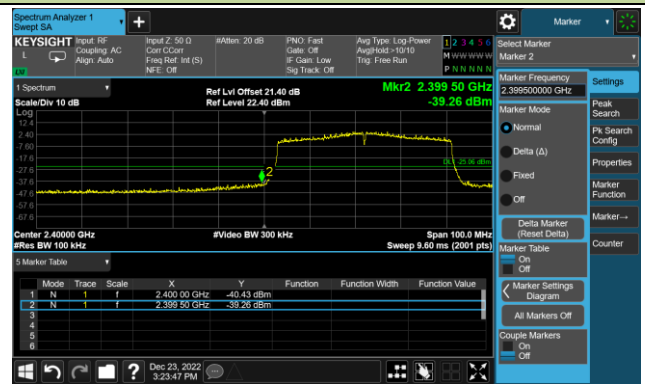 Spectrum Analyzer 1
Swept SA
Marker
KEYSIGHT
L
Input: RF
Coupling: AC
Align: Auto
Input Z: 50 Ω
Corr CCorr
Freq Ref: Int (S)
NFE: Off
#Atten: 20 dB
PNO: Fast
Gate: Off
IF Gain: Low
Sig Track: Off
Avg Type: Log-Power
Avg|Hold:>10/10
Trig: Free Run
1 2 3 4 5 6
M W W W W W
P N N N N N
Select Marker
Marker 2
1 Spectrum
Scale/Div 10 dB
Log
Ref Lvl Offset 21.40 dB
Ref Level 22.40 dBm
Mkr2 2.399 50 GHz
-39.26 dBm
12.4
2.40
-7.60
-17.6
-27.6
-37.6
-47.6
-57.6
-67.6
2
DL1 -25.06 dBm
Center 2.40000 GHz
#Res BW 100 kHz
#Video BW 300 kHz
Span 100.0 MHz
Sweep 9.60 ms (2001 pts)
5 Marker Table
Mode Trace Scale X Y Function Function Width Function Value
1 N 1 f 2.400 00 GHz -40.43 dBm
2 N 1 f 2.399 50 GHz -39.26 dBm
3
4
5
6
Marker Frequency
2.399500000 GHz
Marker Mode
Normal
Delta (Δ)
Fixed
Off
Delta Marker
(Reset Delta)
Marker Table
On
Off
Marker Settings
Diagram
All Markers Off
Couple Markers
On
Off
Settings
Peak
Search
Pk Search
Config
Properties
Marker
Function
Marker→
Counter
Dec 23, 2022
3:23:47 PM